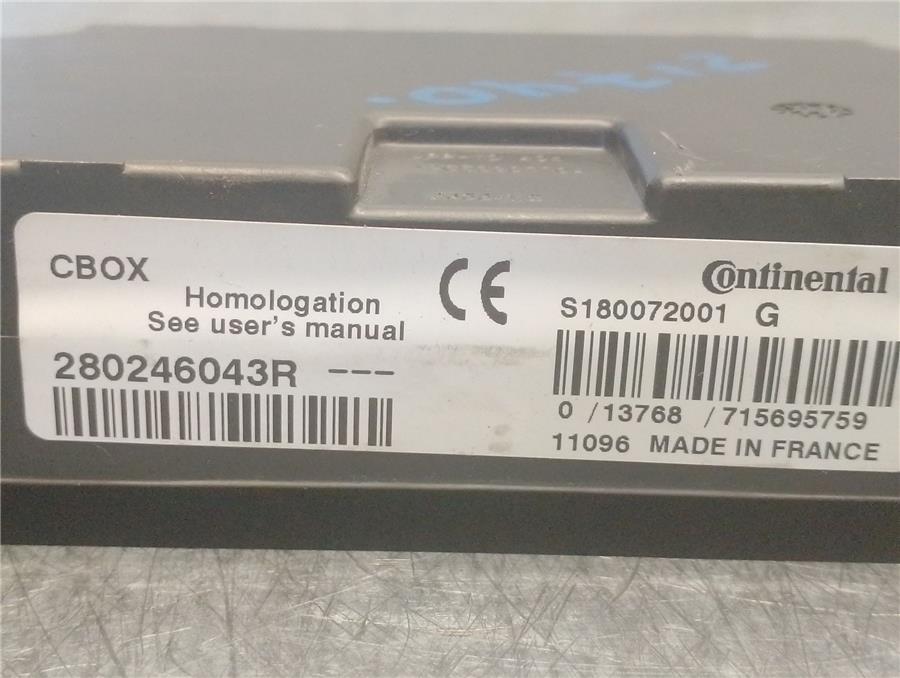 CBOX
Homologation
See user's manual
280246043R ---
CE
Continental
S180072001 G
0 /13768 /715695759
11096 MADE IN FRANCE